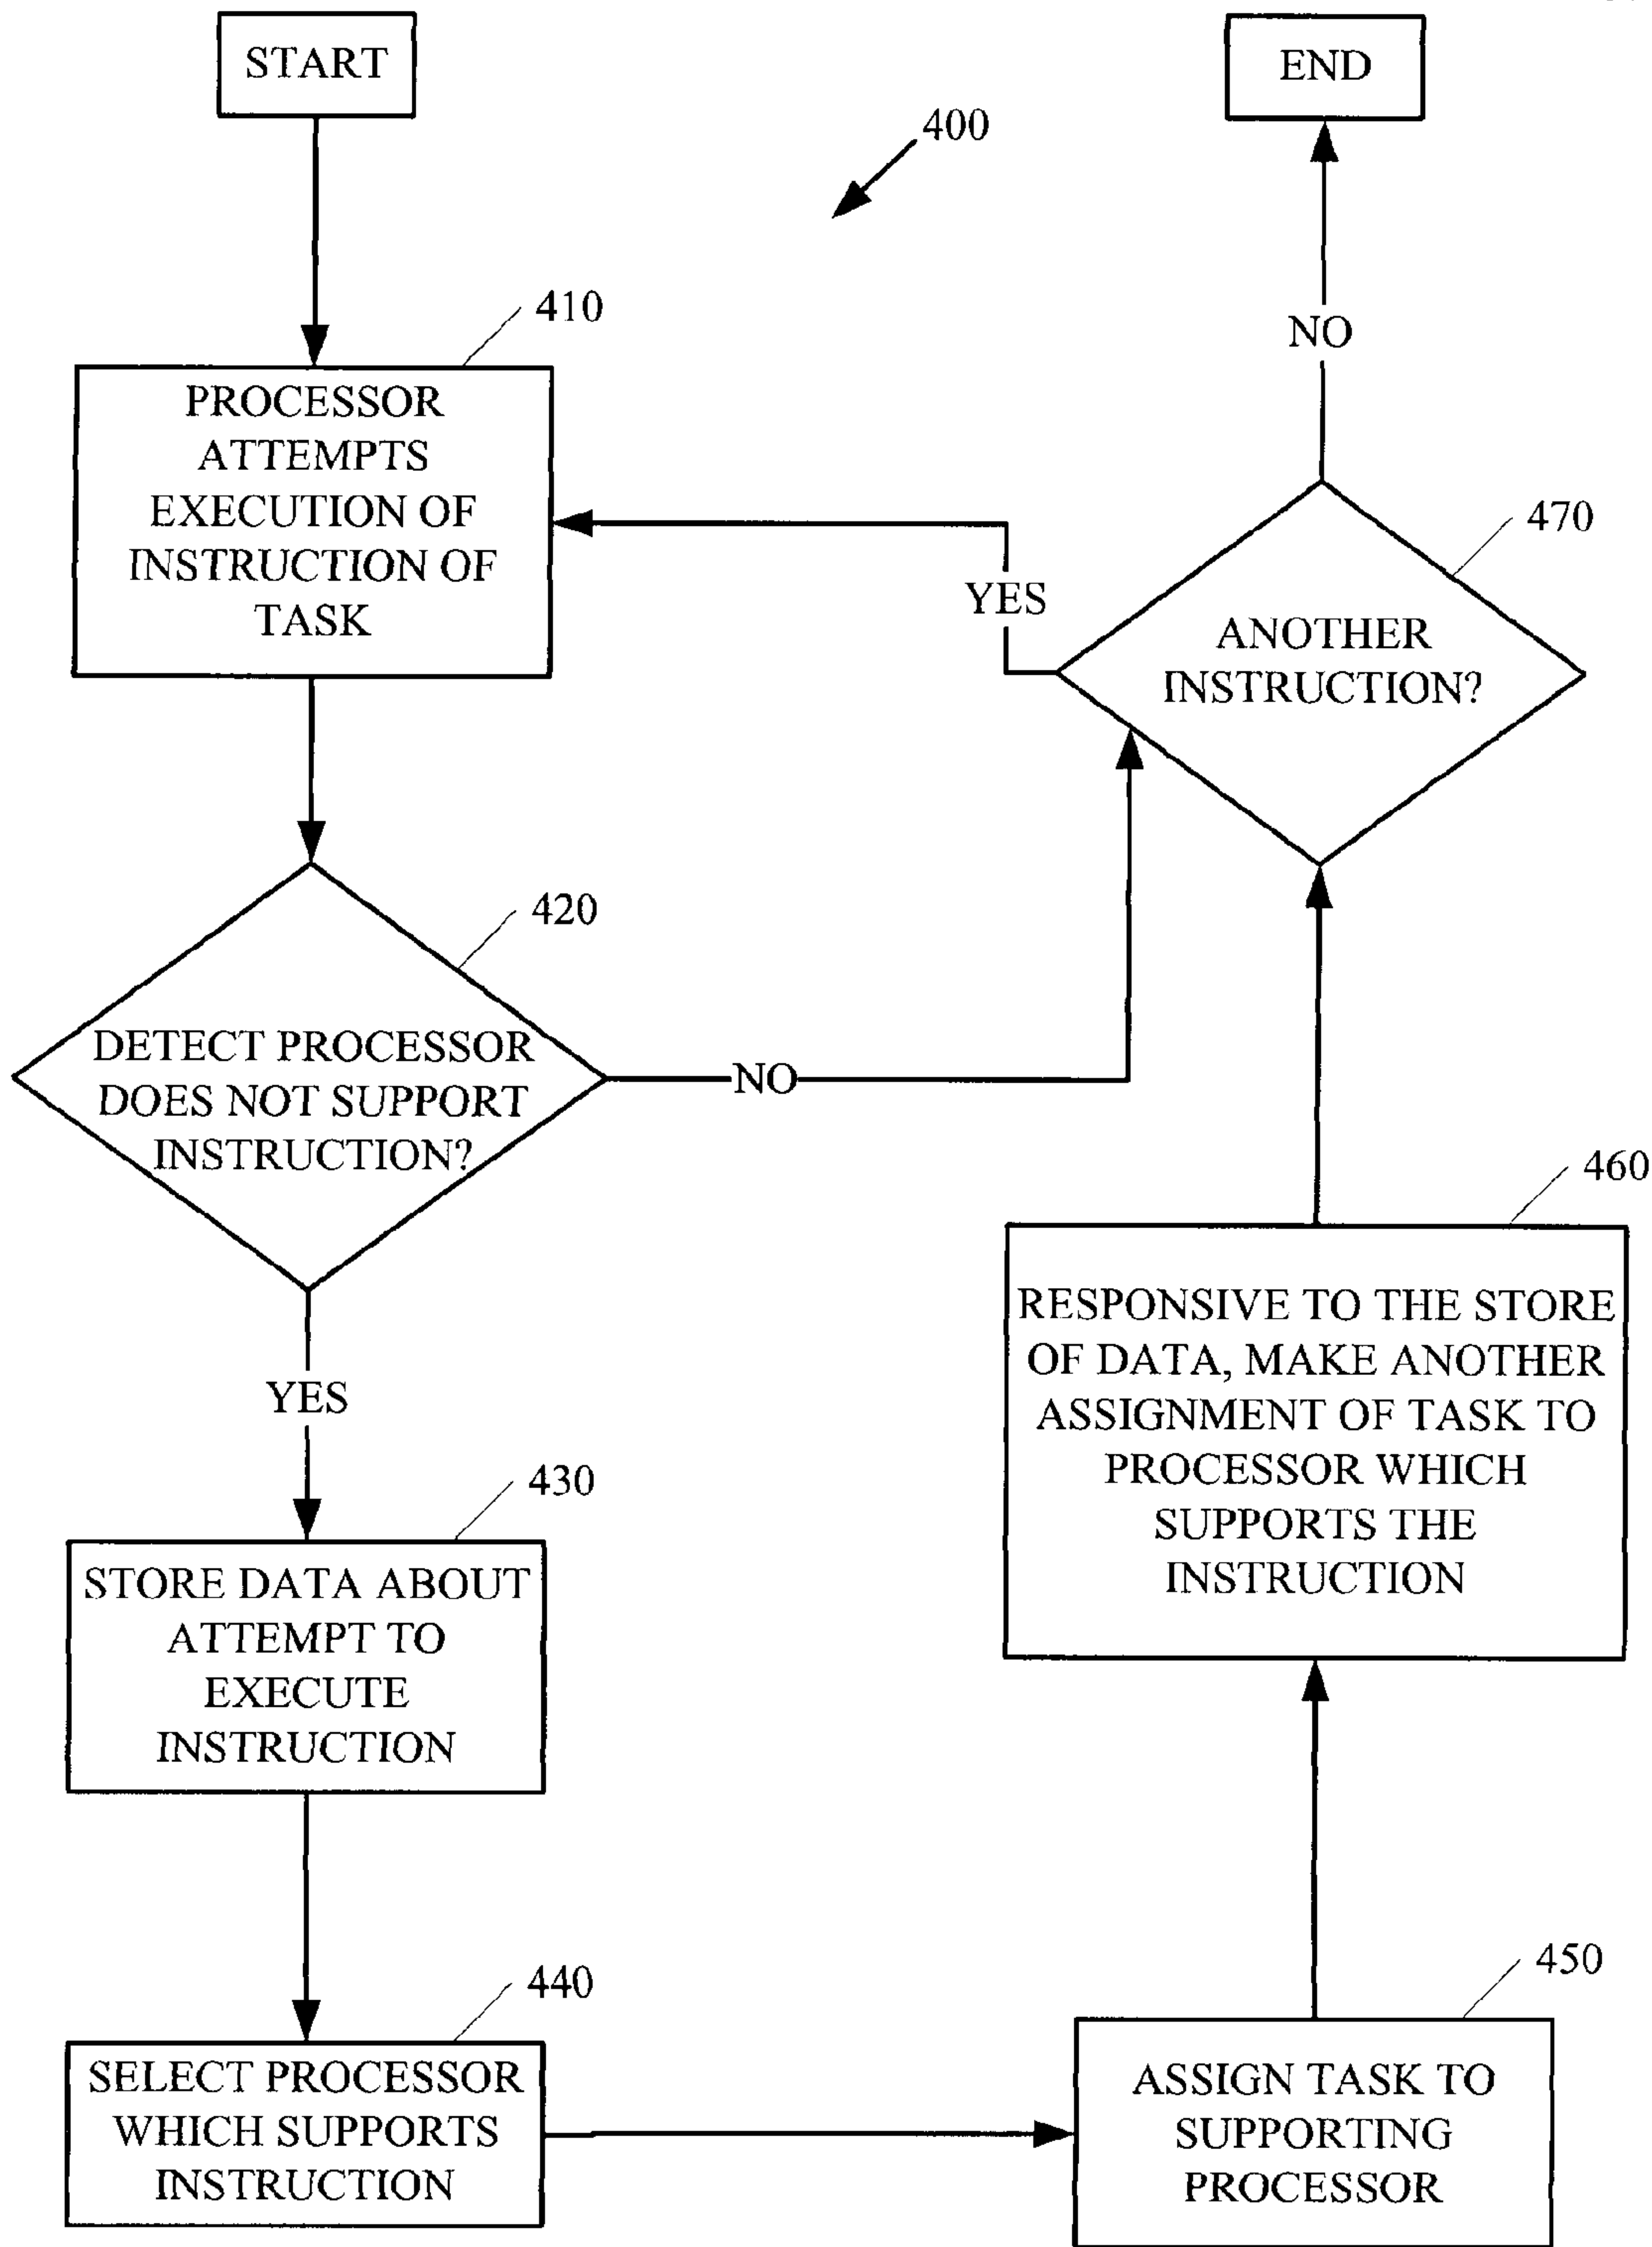 START
END
400
410
PROCESSOR
ATTEMPTS
EXECUTION OF
INSTRUCTION OF
TASK
NO
470
YES
ANOTHER
INSTRUCTION?
420
DETECT PROCESSOR
DOES NOT SUPPORT
INSTRUCTION?
NO
YES
460
RESPONSIVE TO THE STORE
OF DATA, MAKE ANOTHER
ASSIGNMENT OF TASK TO
PROCESSOR WHICH
SUPPORTS THE
INSTRUCTION
430
STORE DATA ABOUT
ATTEMPT TO
EXECUTE
INSTRUCTION
440
SELECT PROCESSOR
WHICH SUPPORTS
INSTRUCTION
450
ASSIGN TASK TO
SUPPORTING
PROCESSOR